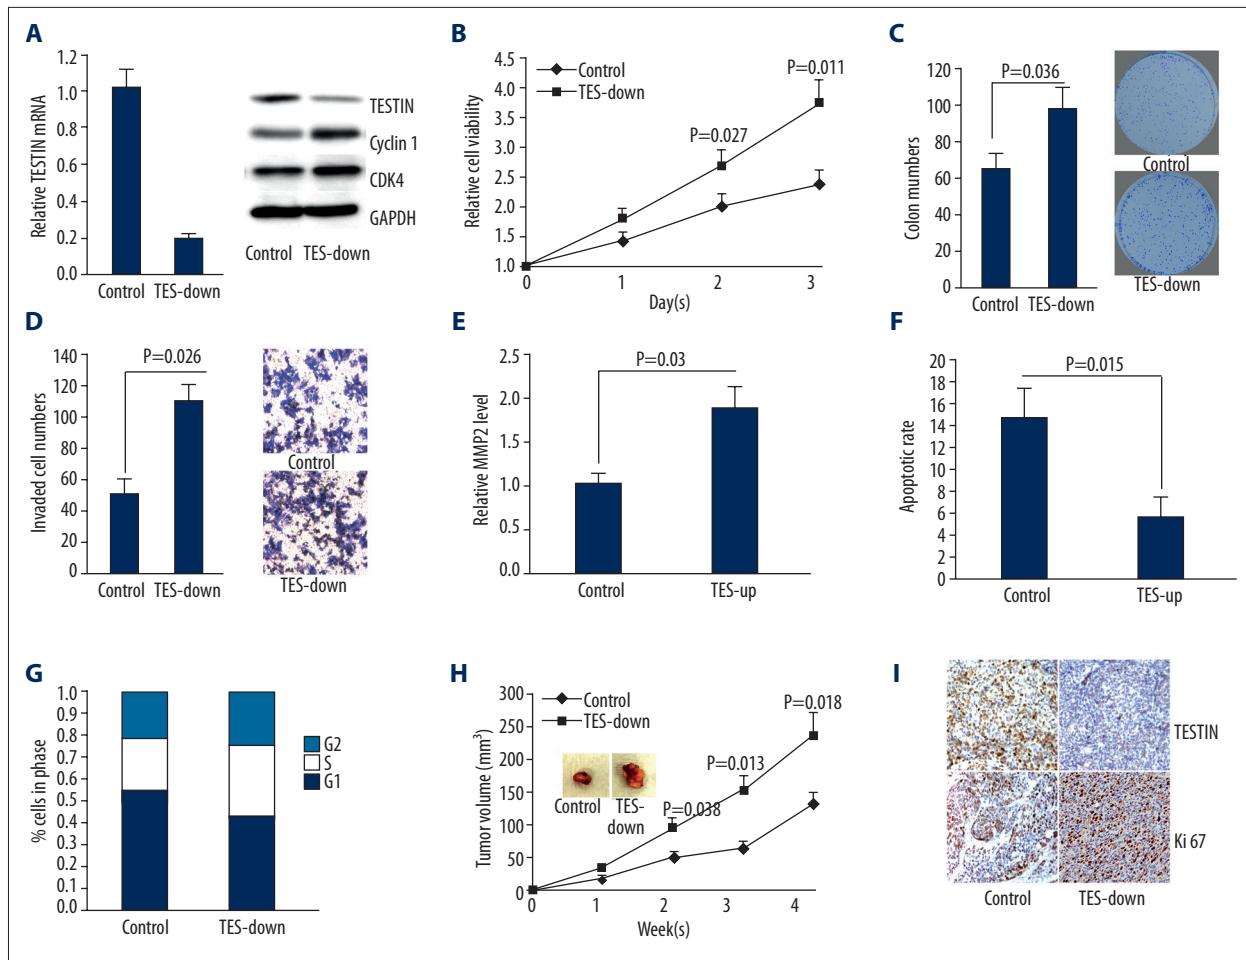 A
1.2
1.0
0.8
0.6
0.4
0.2
0.0
Relative TESTIN mRNA
Control TES-down
TESTIN
Cyclin 1
CDK4
GAPDH
Control TES-down
B
4.5
4.0
3.5
3.0
2.5
2.0
1.5
1.0
Relative cell viability
Control
TES-down
P=0.027
P=0.011
0 1 2 3
Day(s)
C
120
100
80
60
40
20
0
Colon mumbers
P=0.036
Control TES-down
Control
TES-down
D
140
120
100
80
60
40
20
0
Invaded cell numbers
P=0.026
Control TES-down
Control
TES-down
E
2.5
2.0
1.5
1.0
0.5
0.0
Relative MMP2 level
P=0.03
Control TES-up
F
20
18
16
14
12
10
8
6
4
2
0
Apoptotic rate
P=0.015
Control TES-up
G
1.0
0.9
0.8
0.7
0.6
0.5
0.4
0.3
0.2
0.1
0.0
% cells in phase
G2
S
G1
Control TES-down
H
300
250
200
150
100
50
0
Tumor volume (mm³)
Control
TES-down
Control TES-
down
P=0.038
P=0.013
P=0.018
0 1 2 3 4
Week(s)
I
TESTIN
Ki 67
Control TES-down